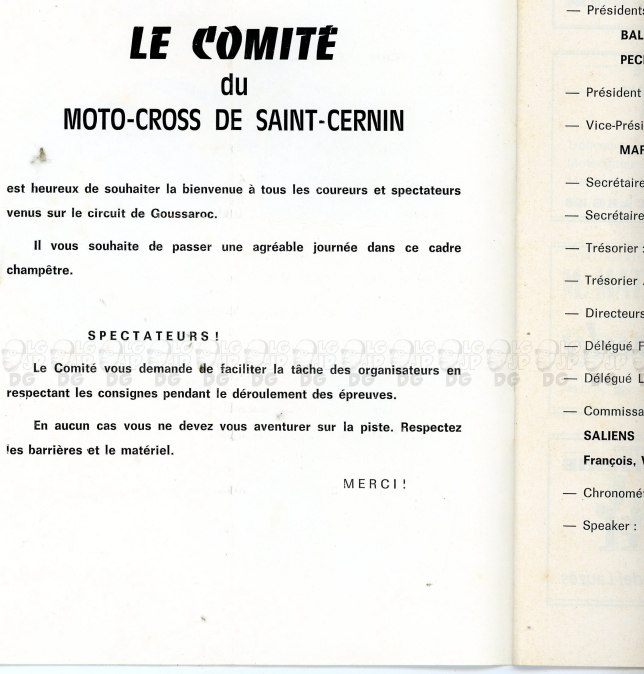 LE COMITÉ
du
MOTO-CROSS DE SAINT-CERNIN
est heureux de souhaiter la bienvenue à tous les coureurs et spectateurs
venus sur le circuit de Goussaroc.
Il vous souhaite de passer une agréable journée dans ce cadre
champêtre.
SPECTATEURS !
Le Comité vous demande de faciliter la tâche des organisateurs en
respectant les consignes pendant le déroulement des épreuves.
En aucun cas vous ne devez vous aventurer sur la piste. Respectez
les barrières et le matériel.
MERCI !
— Présidents
BAL
PEC
— Président
— Vice-Prési
MAR
— Secrétaire
— Secrétaire
— Trésorier :
— Trésorier
— Directeurs
— Délégué F
— Délégué L
— Commissa
SALIENS
François,
— Chronomé
— Speaker :